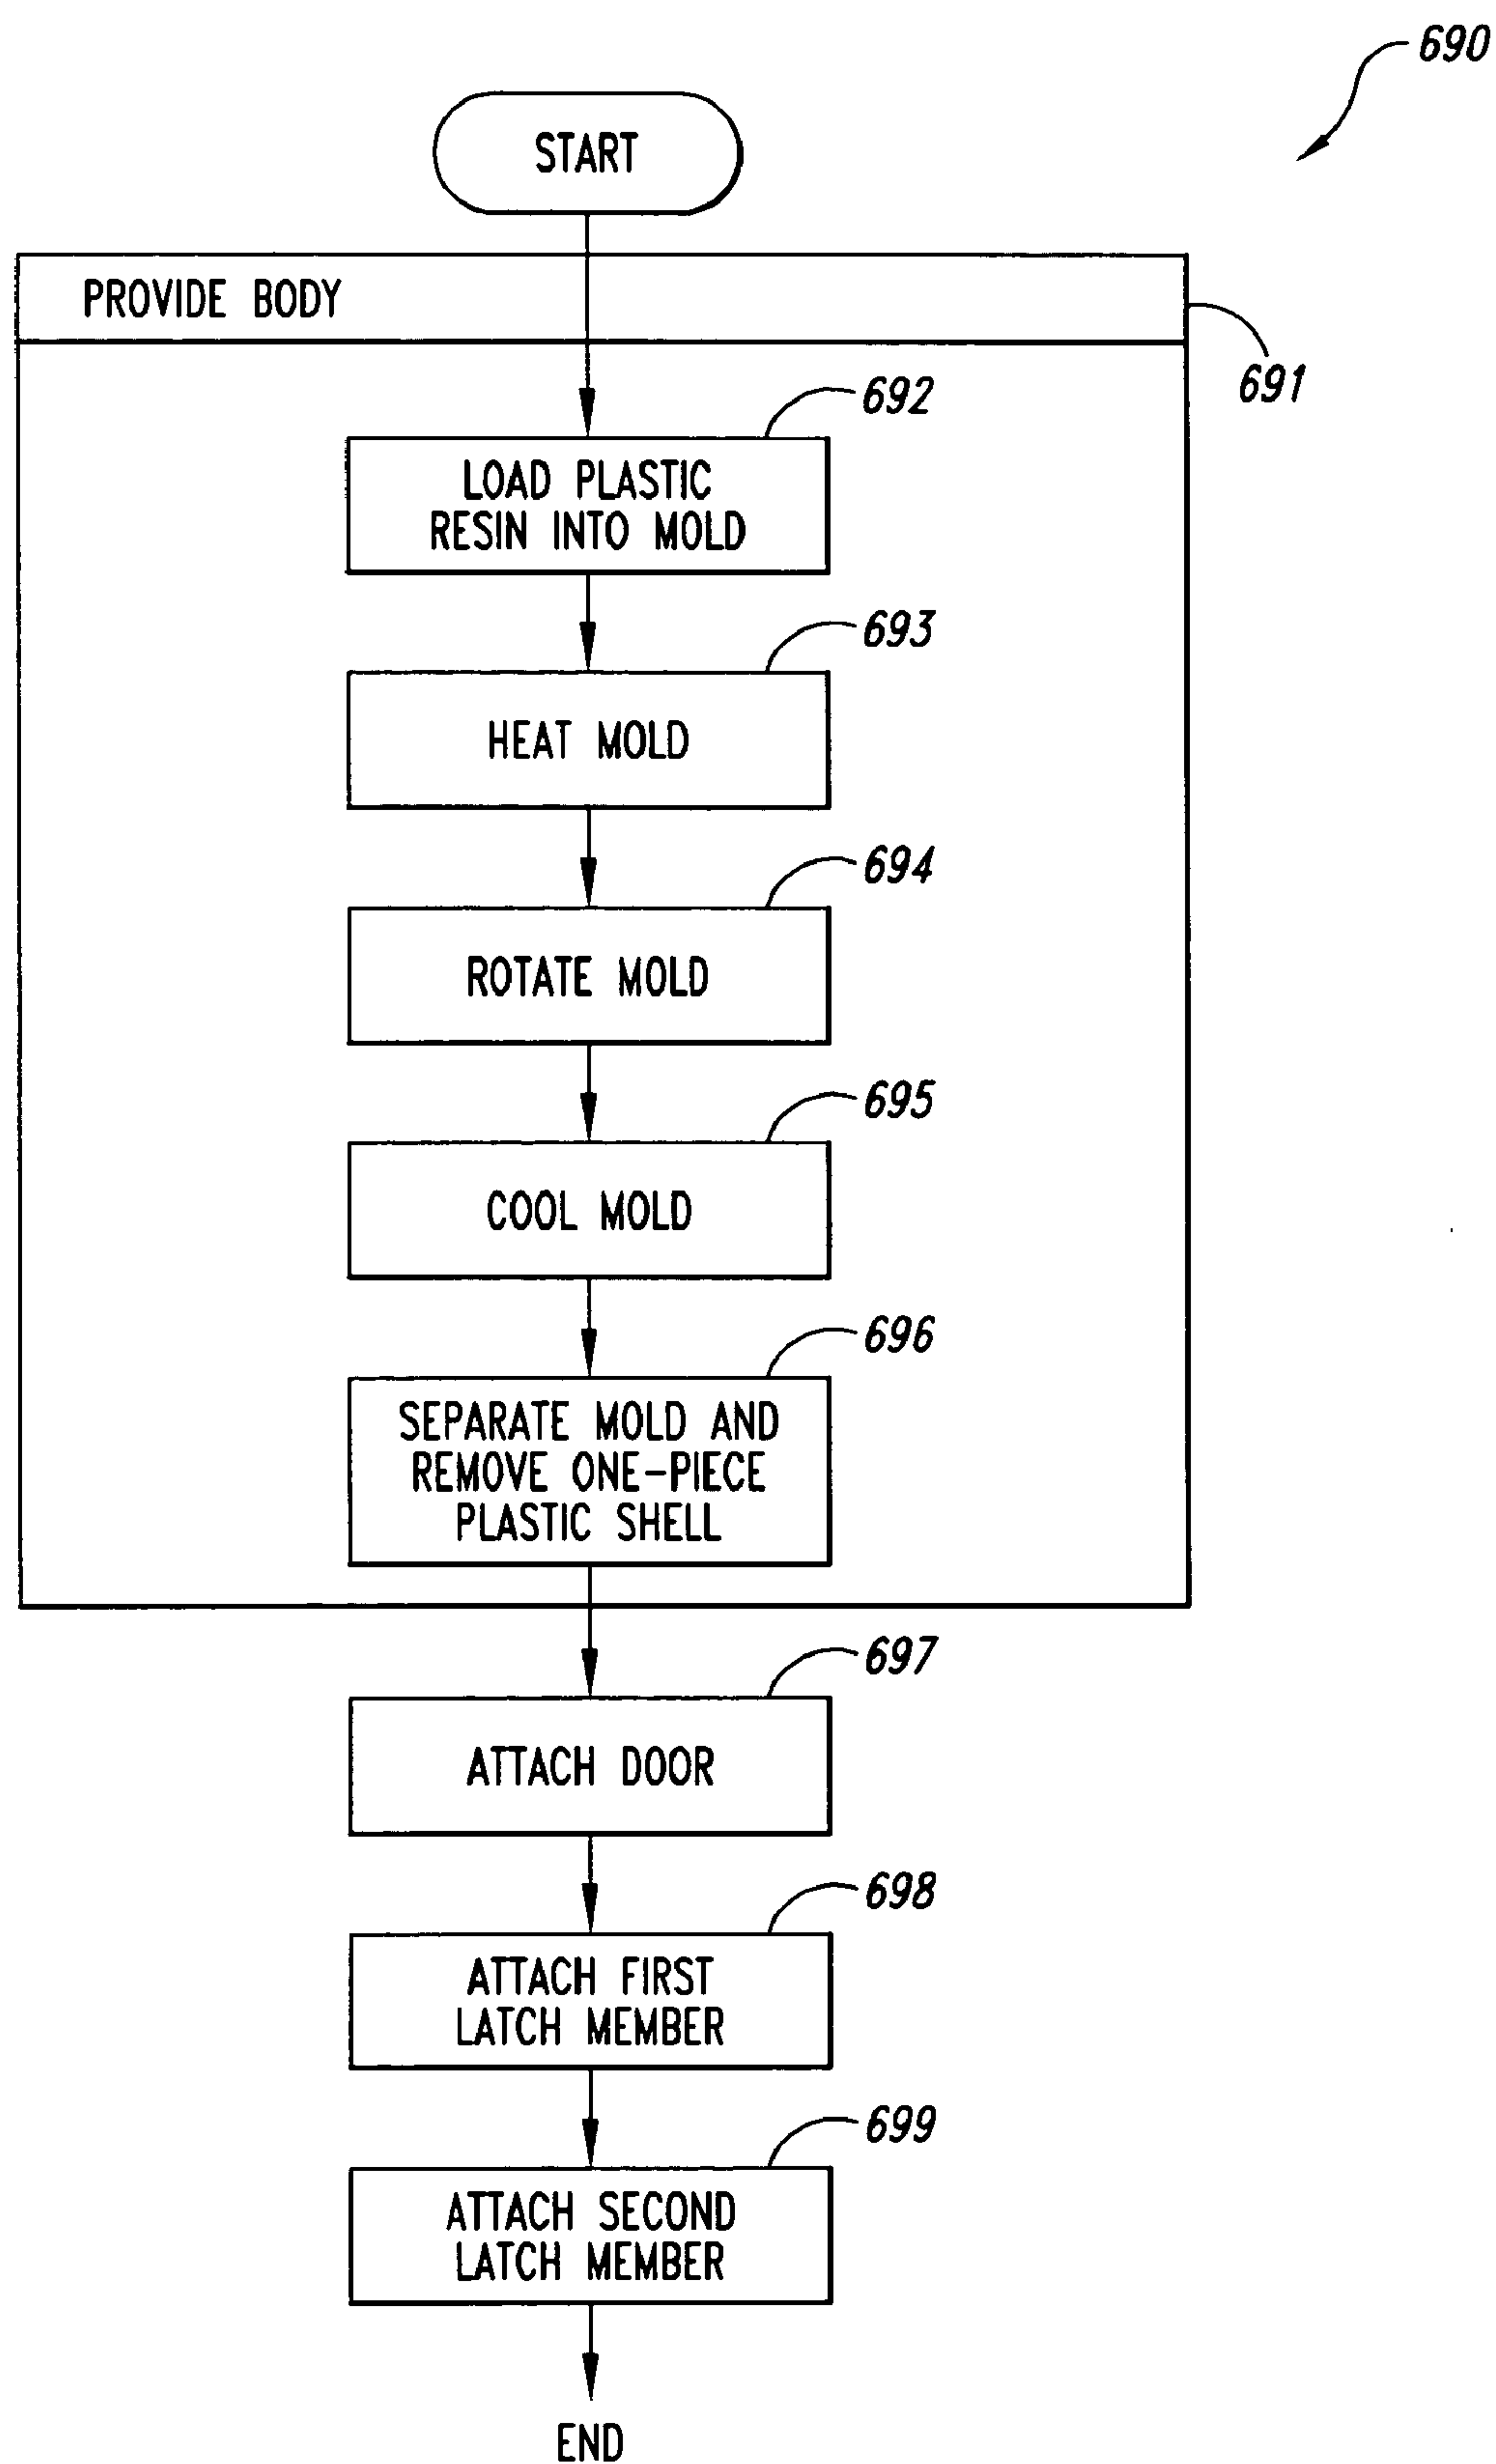 690
START
PROVIDE BODY
691
692
LOAD PLASTIC
RESIN INTO MOLD
693
HEAT MOLD
694
ROTATE MOLD
695
COOL MOLD
696
SEPARATE MOLD AND
REMOVE ONE-PIECE
PLASTIC SHELL
697
ATTACH DOOR
698
ATTACH FIRST
LATCH MEMBER
699
ATTACH SECOND
LATCH MEMBER
END